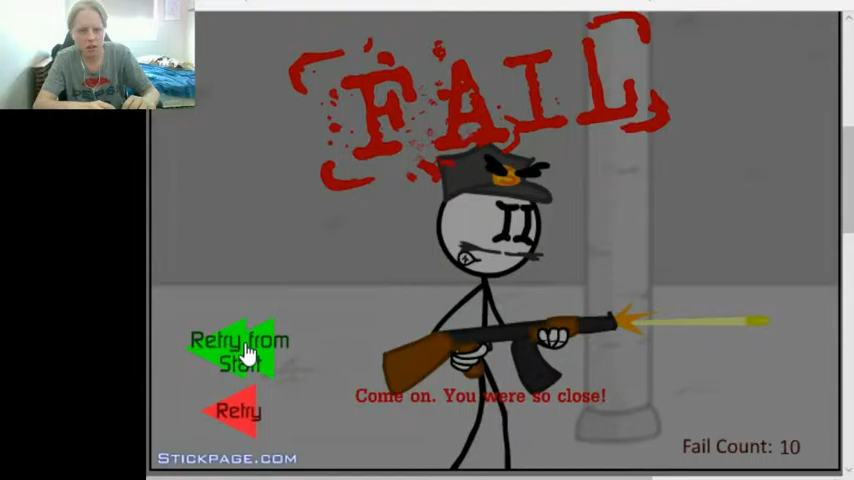 FAIL
Retry from
Start
Come on. You were so close!
Retry
Fail Count: 10
STICKPAGE.COM